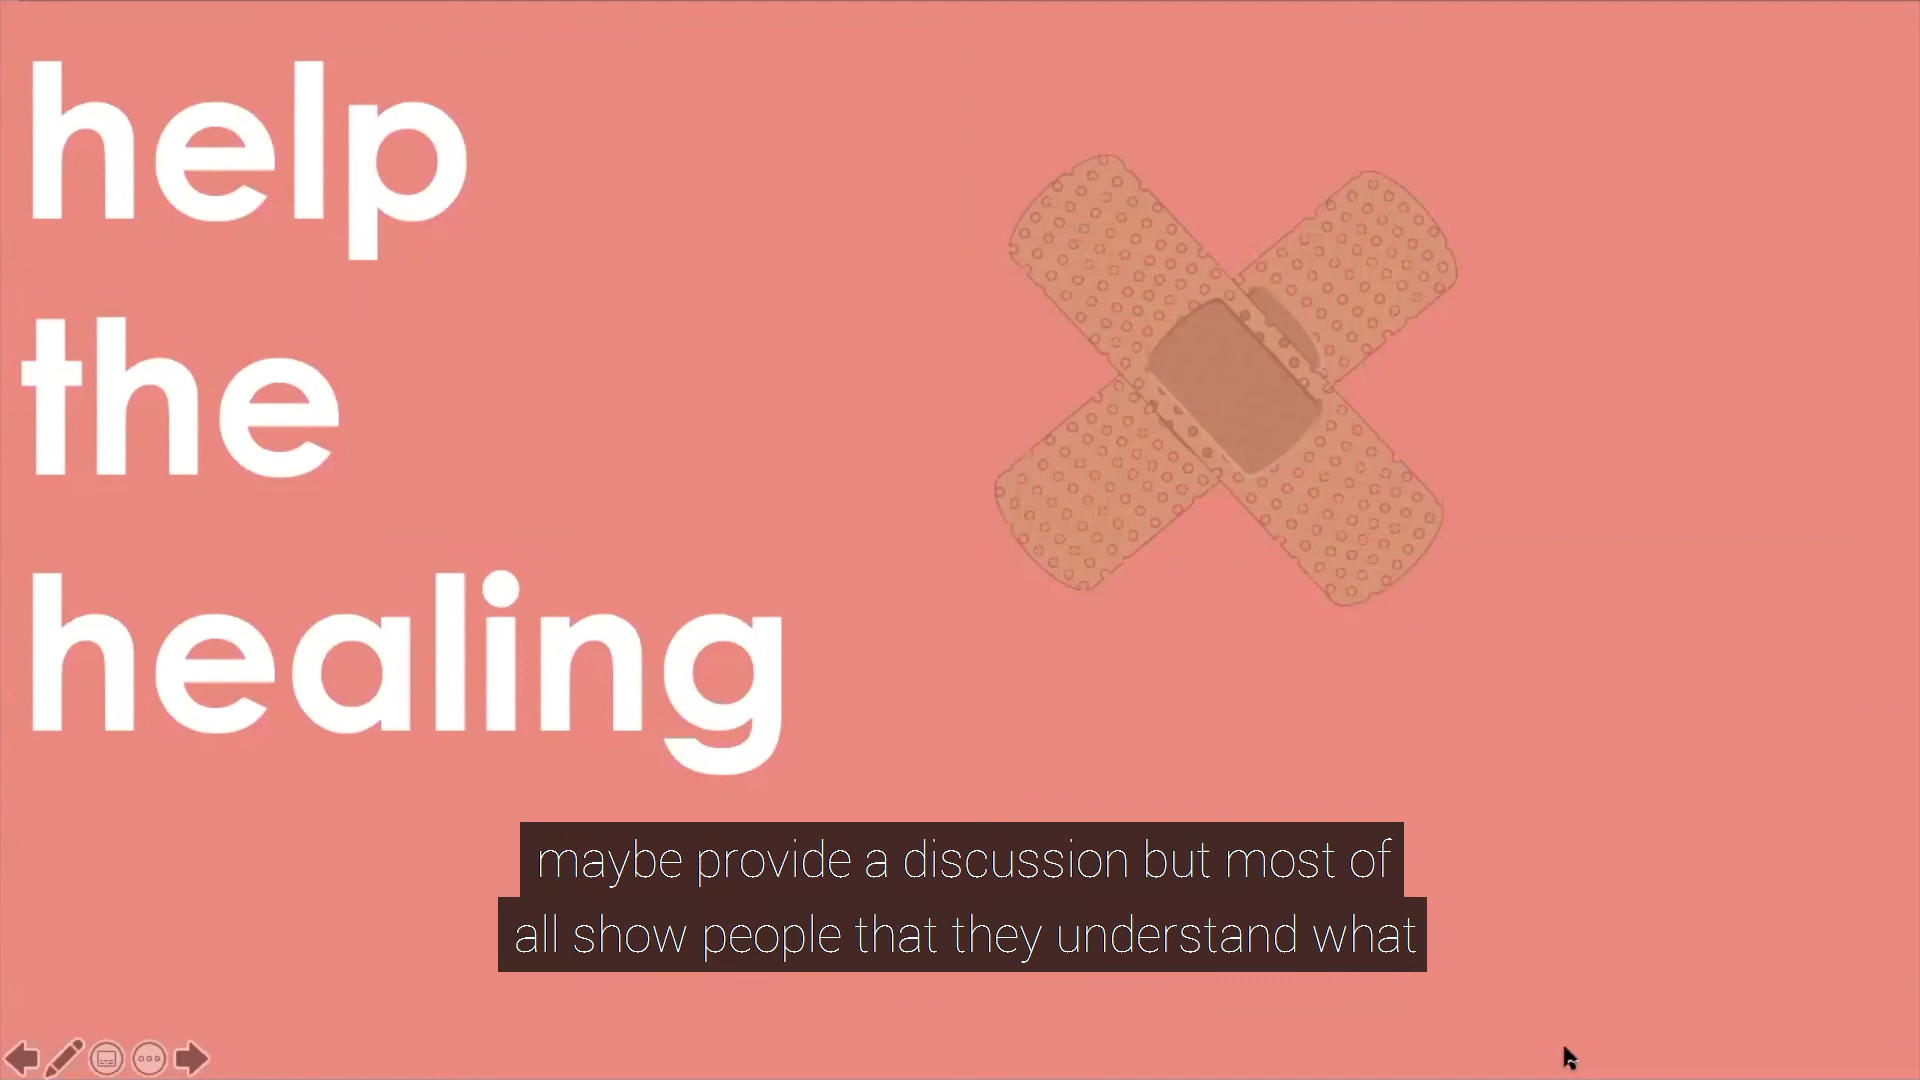 help
the
healing
maybe provide a discussion but most of
all show people that they understand what